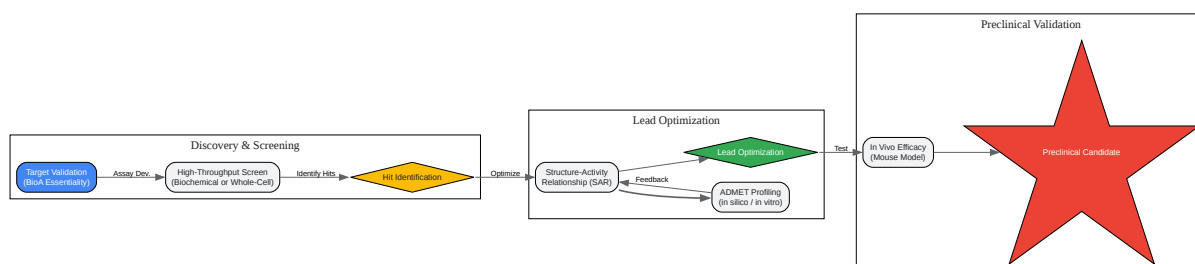 Discovery & Screening
Target Validation
(BioA Essentiality)
Assay Dev.
High-Throughput Screen
(Biochemical or Whole-Cell)
Identify Hits
Hit Identification
Optimize
Lead Optimization
Structure-Activity
Relationship (SAR)
Lead Optimization
Feedback
ADMET Profiling
(in silico / in vitro)
Test
Preclinical Validation
In Vivo Efficacy
(Mouse Model)
Preclinical Candidate